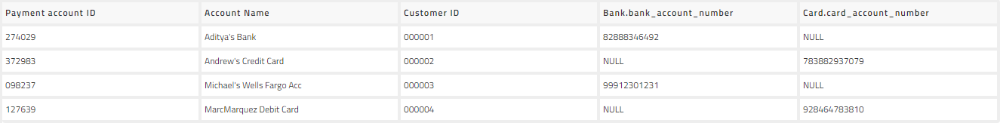 Payment account ID Account Name Customer ID Bank.bank_account_number Card.card_account_number
274029 Aditya's Bank 000001 82888346492 NULL
372983 Andrew's Credit Card 000002 NULL 783882937079
098237 Michael's Wells Fargo Acc 000003 99912301231 NULL
127639 MarcMarquez Debit Card 000004 NULL 928464783810